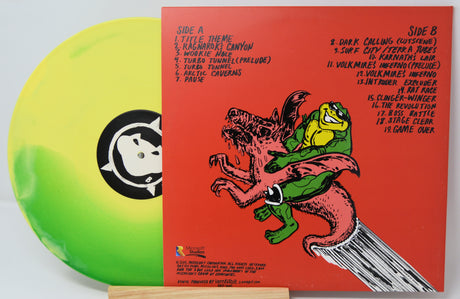 SIDE A
1. TITLE THEME
2. RAGNAROK'S CANYON
3. WOOKIE HOLE
4. TURBO TUNNEL (PRELUDE)
5. TURBO TUNNEL
6. ARCTIC CAVERNS
7. PAUSE
SIDE B
8. DARK CALLING (CUTSCENE)
9. SURF CITY / TERRA TUBES
10. KARNATHS LAIR
11. VOLKMIRES INFERNO (PRELUDE)
12. VOLKMIRES INFERNO
13. INTRUDER EXCLUDER
14. RAT RACE
15. CLINGER-WINGER
16. THE REVOLUTION
17. BOSS BATTLE
18. STAGE CLEAR
19. GAME OVER
Microsoft
Studios